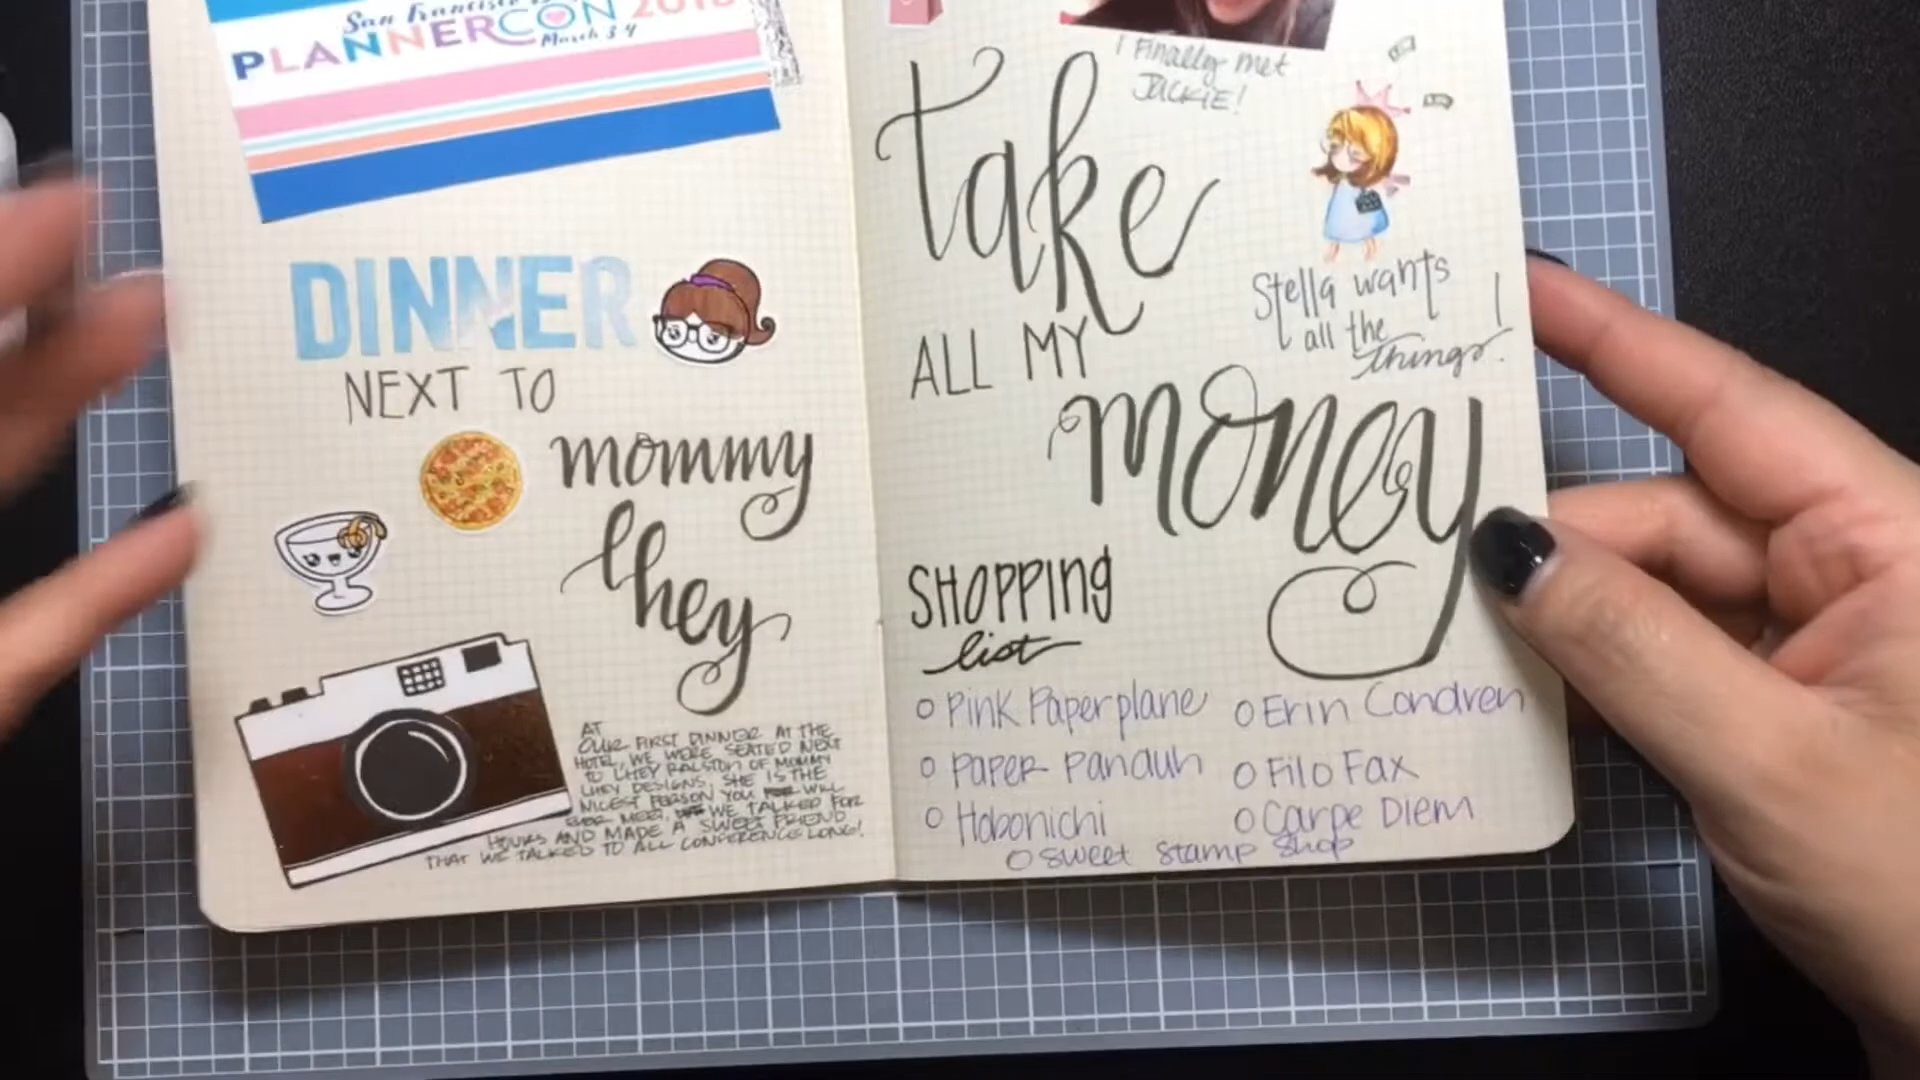 San Francisco
PLANNERCON 2018
March 3-4
DINNER
NEXT TO
mommy
lhey
AT
OUR FIRST DINNER AT THE
HOTEL, WE WERE SEATED NEXT
TO LHEY RALSTON OF MOMMY
LHEY DESIGNS. SHE IS THE
NICEST PERSON YOU WILL
EVER MEET. WE TALKED FOR
HOURS AND MADE A SWEET FRIEND
THAT WE TALKED TO ALL CONFERENCE LONG!
I Finally met
JACKIE!
take
ALL MY
money
Stella wants
all the
things!
SHOPPING
list
Pink Paperplane
Paper Panduh
Hobonichi
Erin Condren
Filo Fax
Carpe Diem
Sweet Stamp Shop